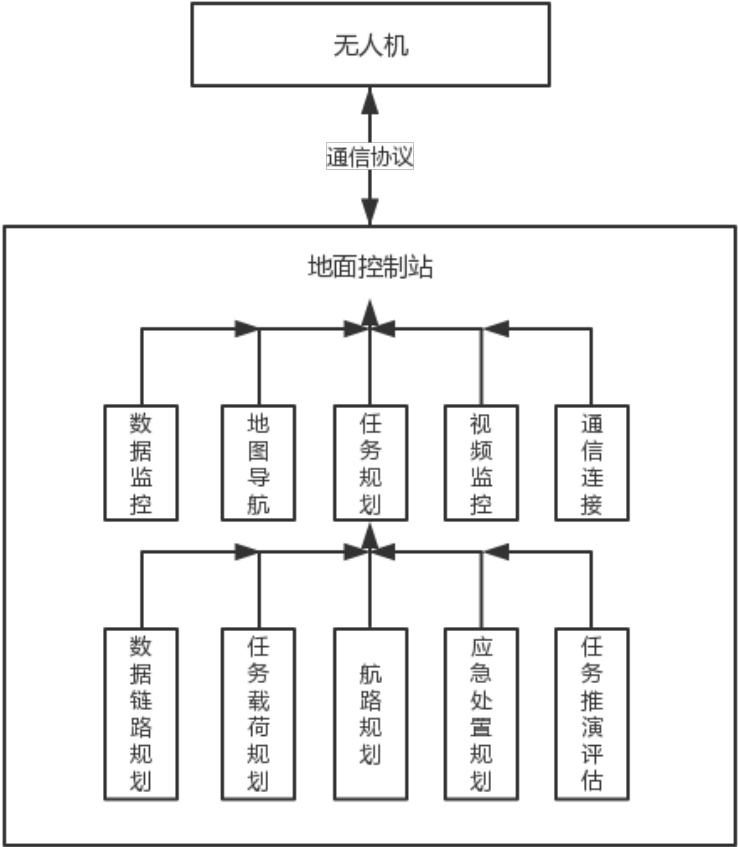 无人机
通信协议
地面控制站
数据监控
地图导航
任务规划
视频监控
通信连接
数据链路规划
任务载荷规划
航路规划
应急处置规划
任务推演评估